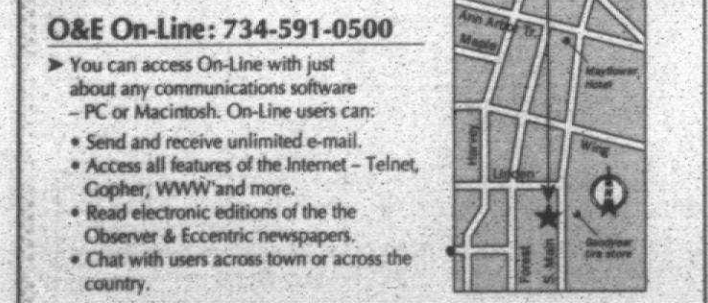 O&E On-Line: 734-591-0500
➤ You can access On-Line with just
about any communications software
– PC or Macintosh. On-Line users can:
• Send and receive unlimited e-mail.
• Access all features of the Internet – Telnet,
Gopher, WWW'and more.
• Read electronic editions of the the
Observer & Eccentric newspapers.
• Chat with users across town or across the
country.
Ann Arbor Tr.
Maple
Mayflower
Hotel
Harvey
Wing
Linden
Forest
S. Main
Goodyear
tire store